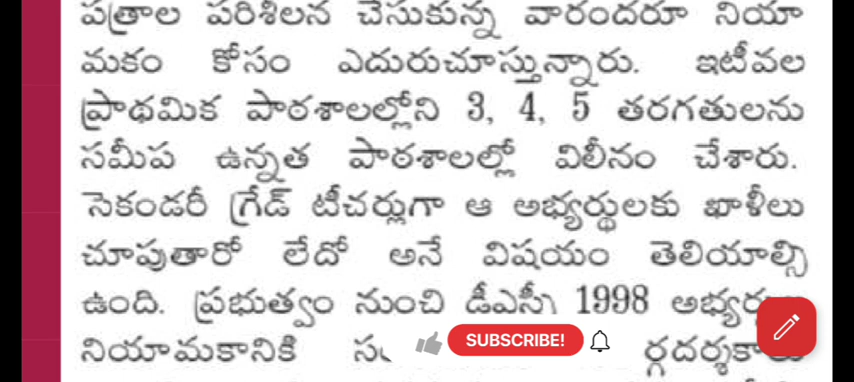 పత్రాల పరిశీలన చేసుకున్న వారందరూ నియా
మకం కోసం ఎదురుచూస్తున్నారు. ఇటీవల
ప్రాథమిక పాఠశాలల్లోని 3, 4, 5 తరగతులను
సమీప ఉన్నత పాఠశాలల్లో విలీనం చేశారు.
సెకండరీ గ్రేడ్ టీచర్లుగా ఆ అభ్యర్థులకు ఖాళీలు
చూపుతారో లేదో అనే విషయం తెలియాల్సి
ఉంది. ప్రభుత్వం నుంచి డీఎస్సీ 1998
నియామకానికి
SUBSCRIBE!